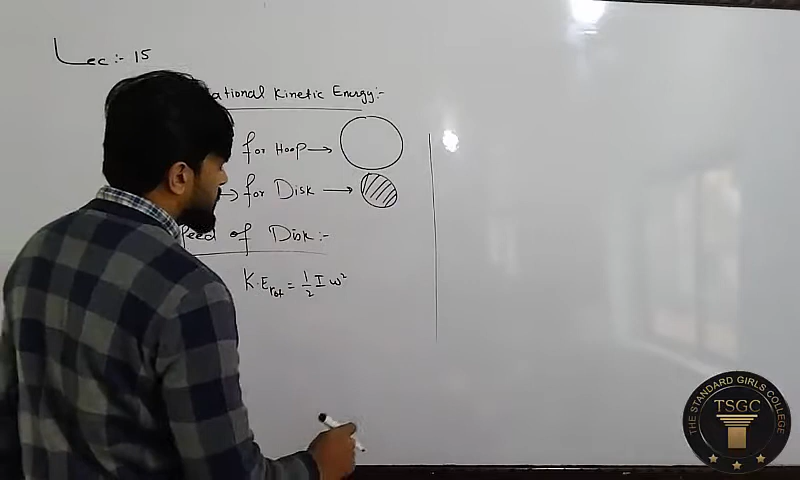 Lec:- 15
ational Kinetic Energy:-
for Hoop →
→ for Disk →
peed of Disk:-
K.E_rot = 1/2 I ω²
THE STANDARD GIRLS COLLEGE
TSGC